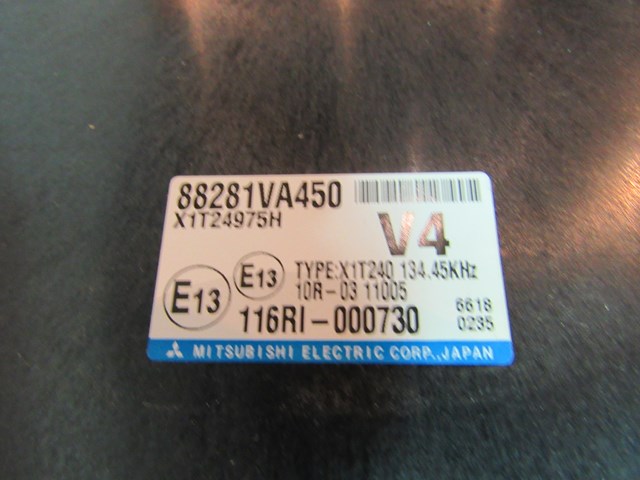 88281VA450
X1T24975H
V4
E13
E13
TYPE:X1T240 134.45KHz
10R-03 11005
116RI-000730
6618
0235
MITSUBISHI ELECTRIC CORP., JAPAN